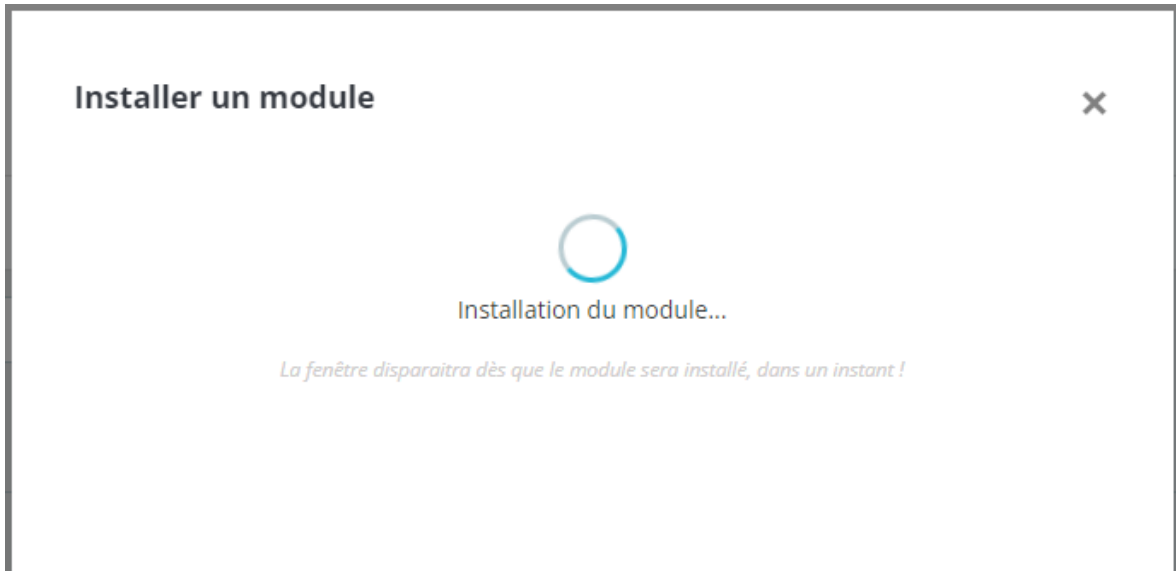 Installer un module
Installation du module...
La fenêtre disparaitra dès que le module sera installé, dans un instant !